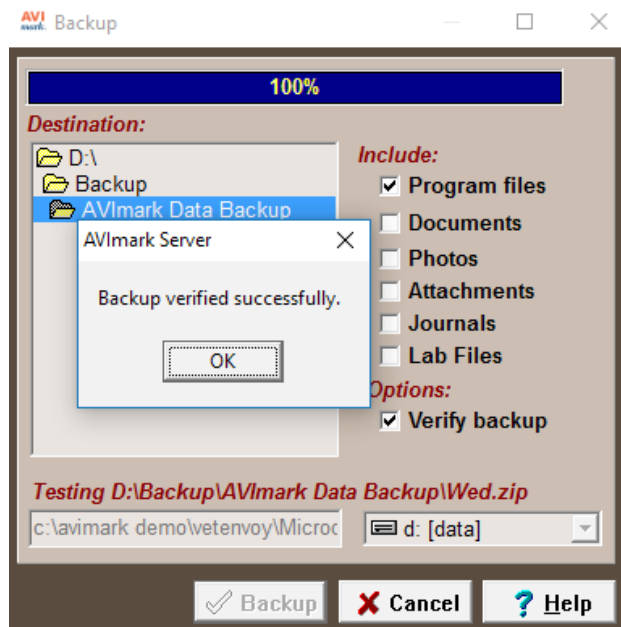 AVI mark. Backup
100%
Destination:
D:\
Backup
AVImark Data Backup
Include:
Program files
Documents
Photos
Attachments
Journals
Lab Files
Options:
Verify backup
AVImark Server
Backup verified successfully.
OK
Testing D:\Backup\AVImark Data Backup\Wed.zip
c:\avimark demo\vetenvoy\Microc
d: [data]
Backup
Cancel
Help